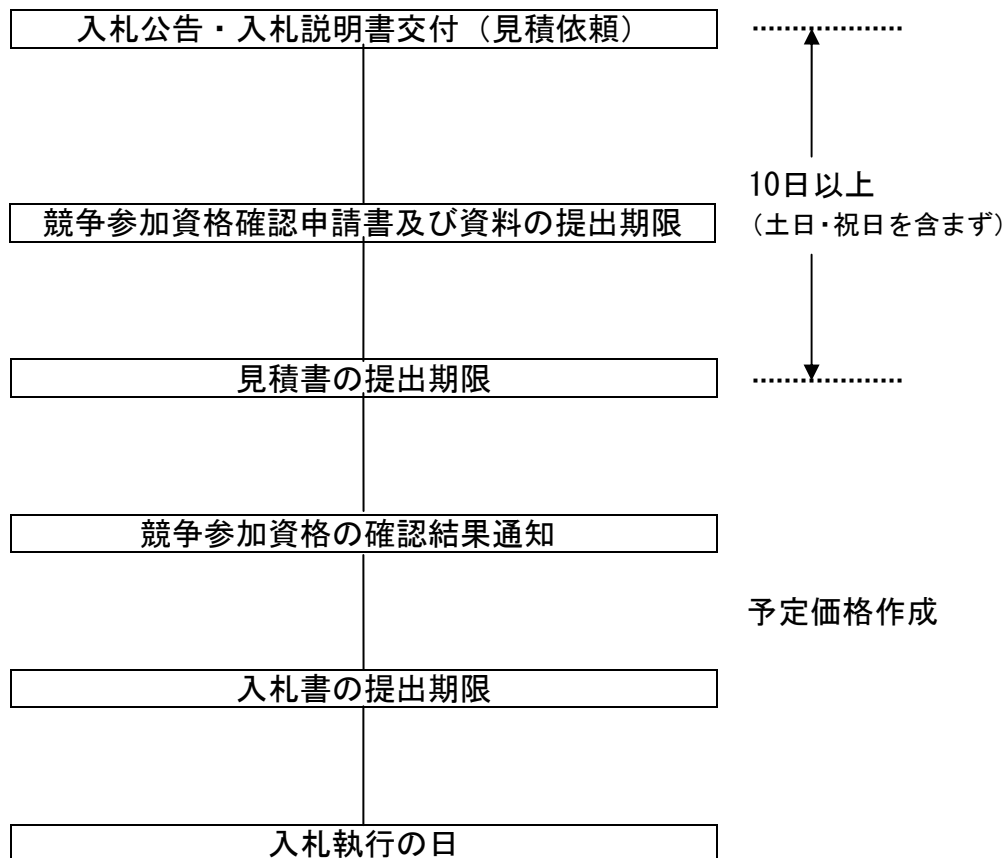 入札公告・入札説明書交付（見積依頼）
10日以上
（土日・祝日を含まず）
競争参加資格確認申請書及び資料の提出期限
見積書の提出期限
競争参加資格の確認結果通知
予定価格作成
入札書の提出期限
入札執行の日